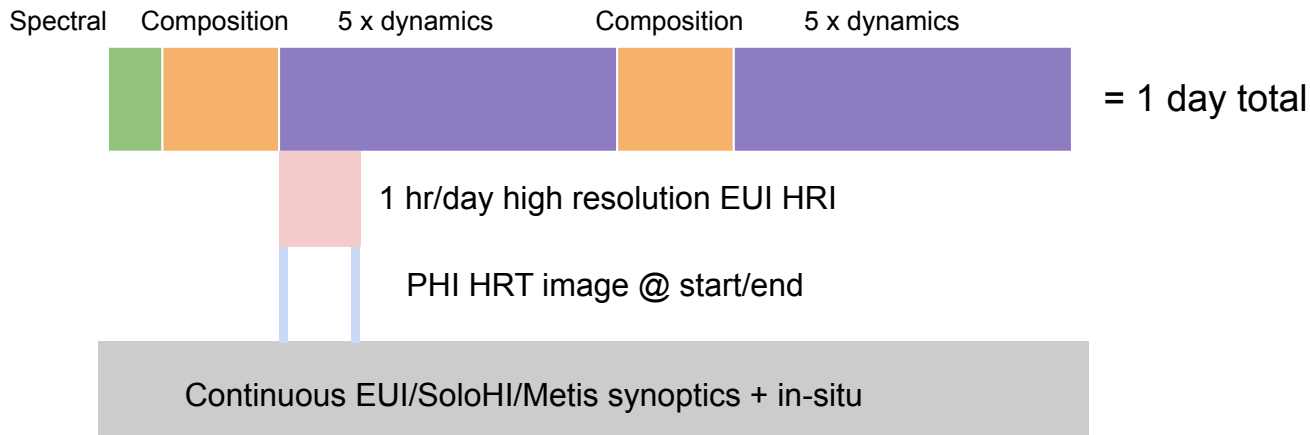 Spectral Composition 5 x dynamics Composition 5 x dynamics
= 1 day total
1 hr/day high resolution EUI HRI
PHI HRT image @ start/end
Continuous EUI/SoloHI/Metis synoptics + in-situ